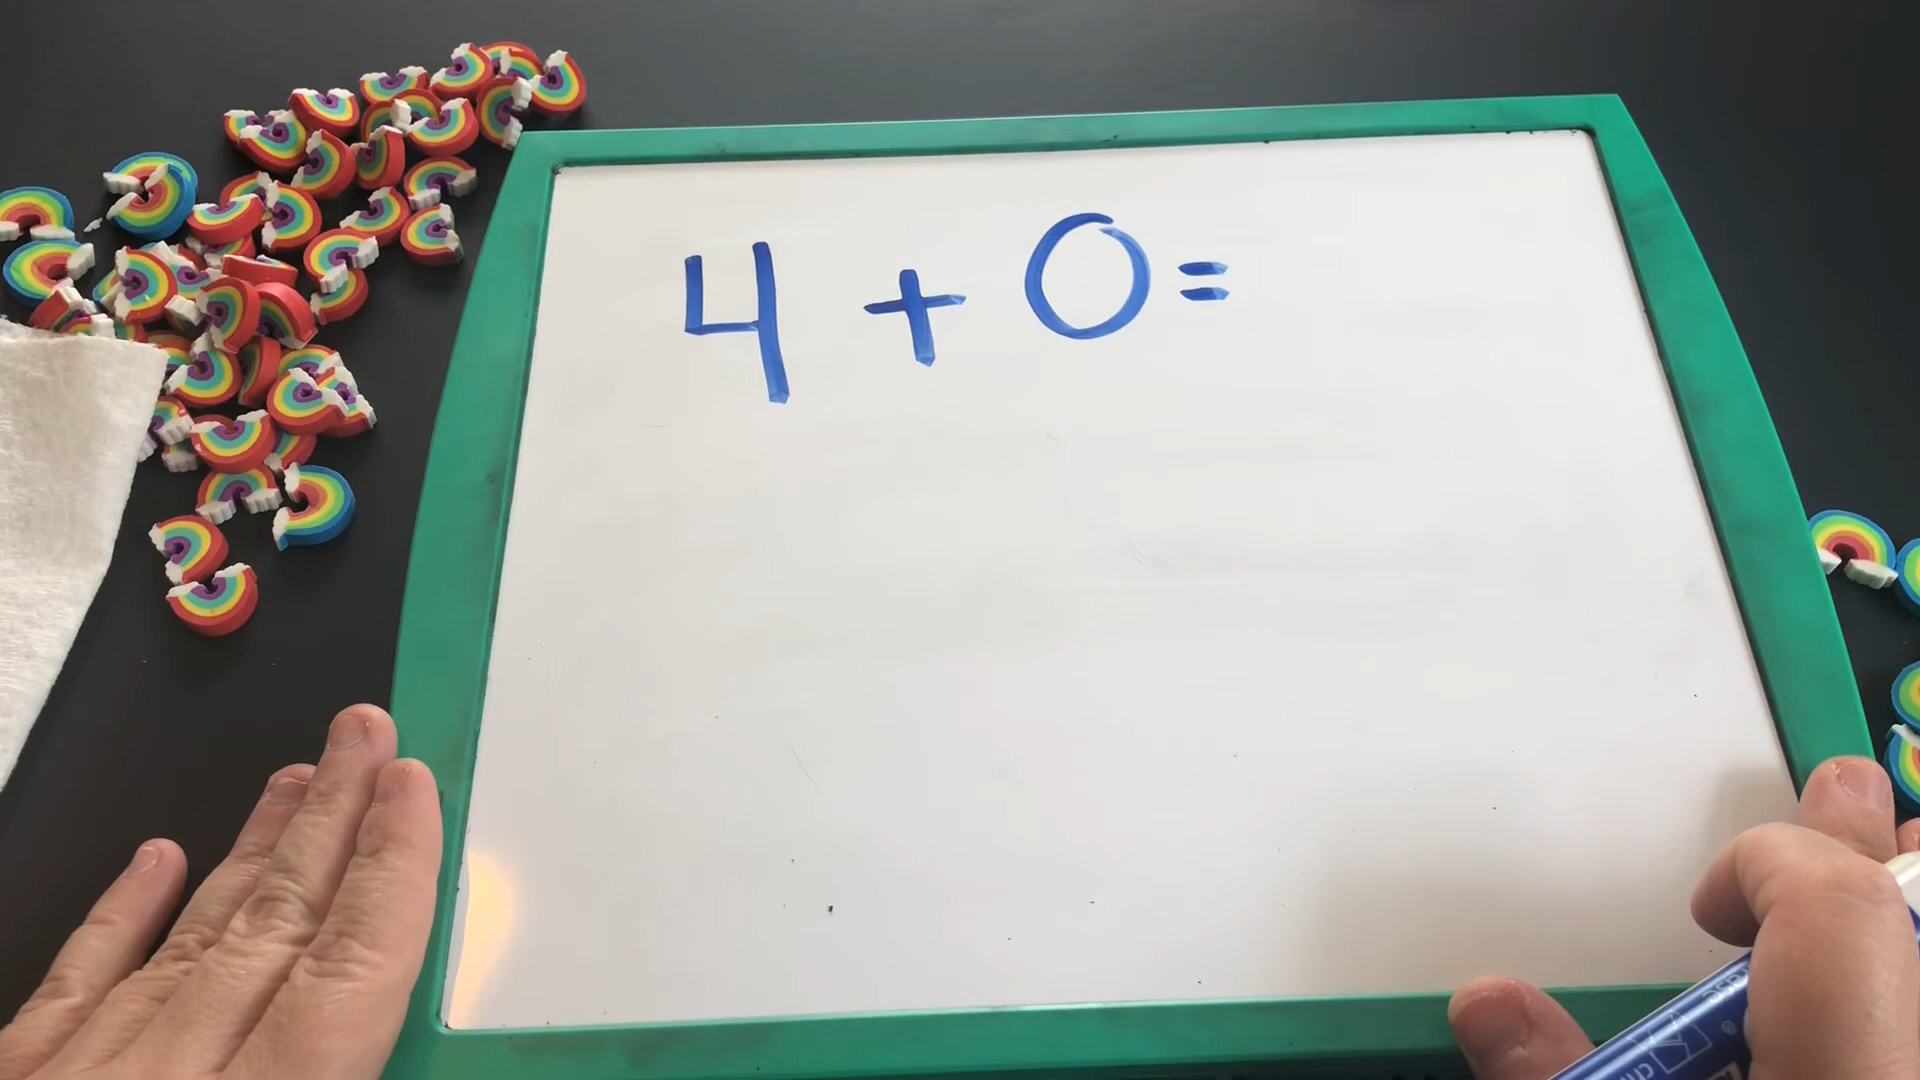 4 + 0 =